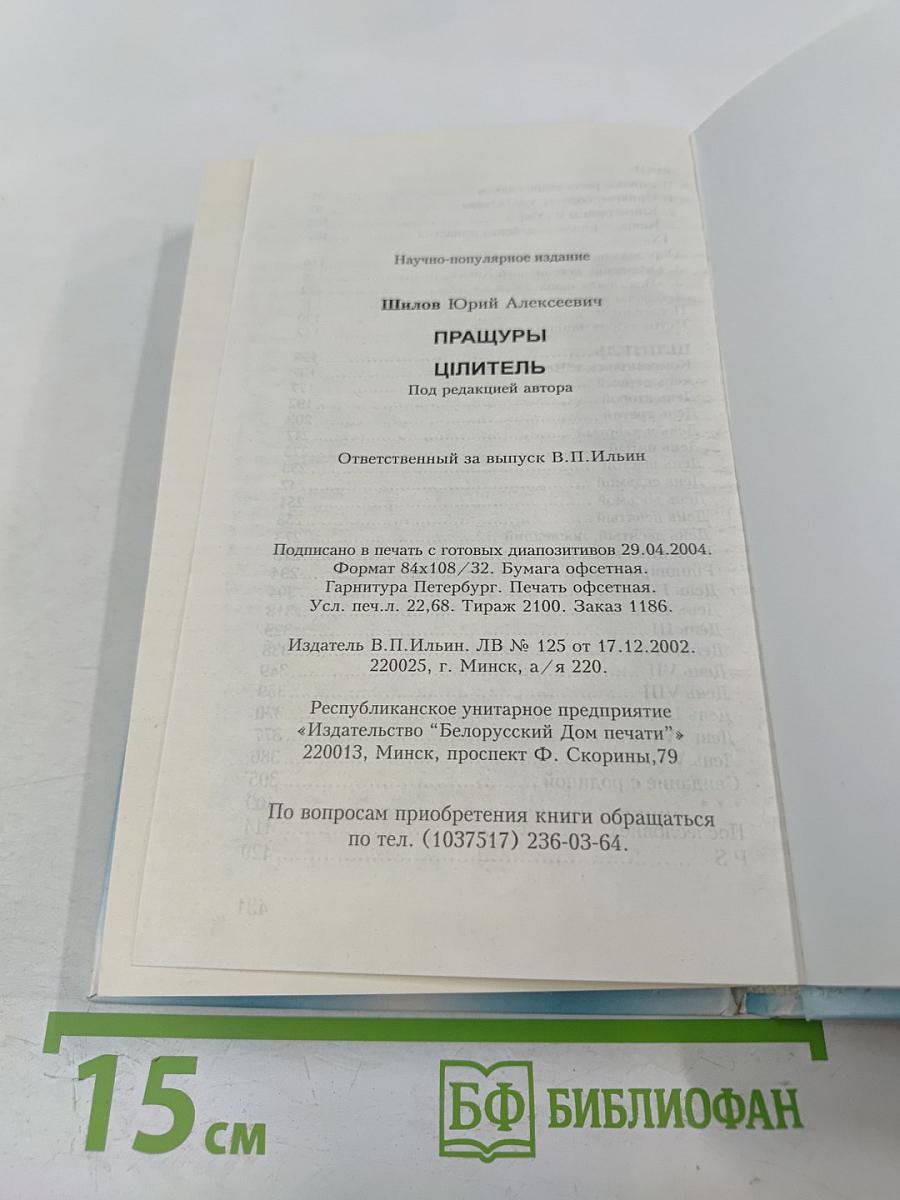 Научно-популярное издание
Шилов Юрий Алексеевич
ПРАЩУРЫ
ЦІЛИТЕЛЬ
Под редакцией автора
Ответственный за выпуск В.П.Ильин
Подписано в печать с готовых диапозитивов 29.04.2004.
Формат 84х108/32. Бумага офсетная.
Гарнитура Петербург. Печать офсетная.
Усл. печ.л. 22,68. Тираж 2100. Заказ 1186.
Издатель В.П.Ильин. ЛВ № 125 от 17.12.2002.
220025, г. Минск, а/я 220.
Республиканское унитарное предприятие
«Издательство "Белорусский Дом печати"»
220013, Минск, проспект Ф. Скорины,79
По вопросам приобретения книги обращаться
по тел. (1037517) 236-03-64.
15 см
БФ БИБЛИОФАН